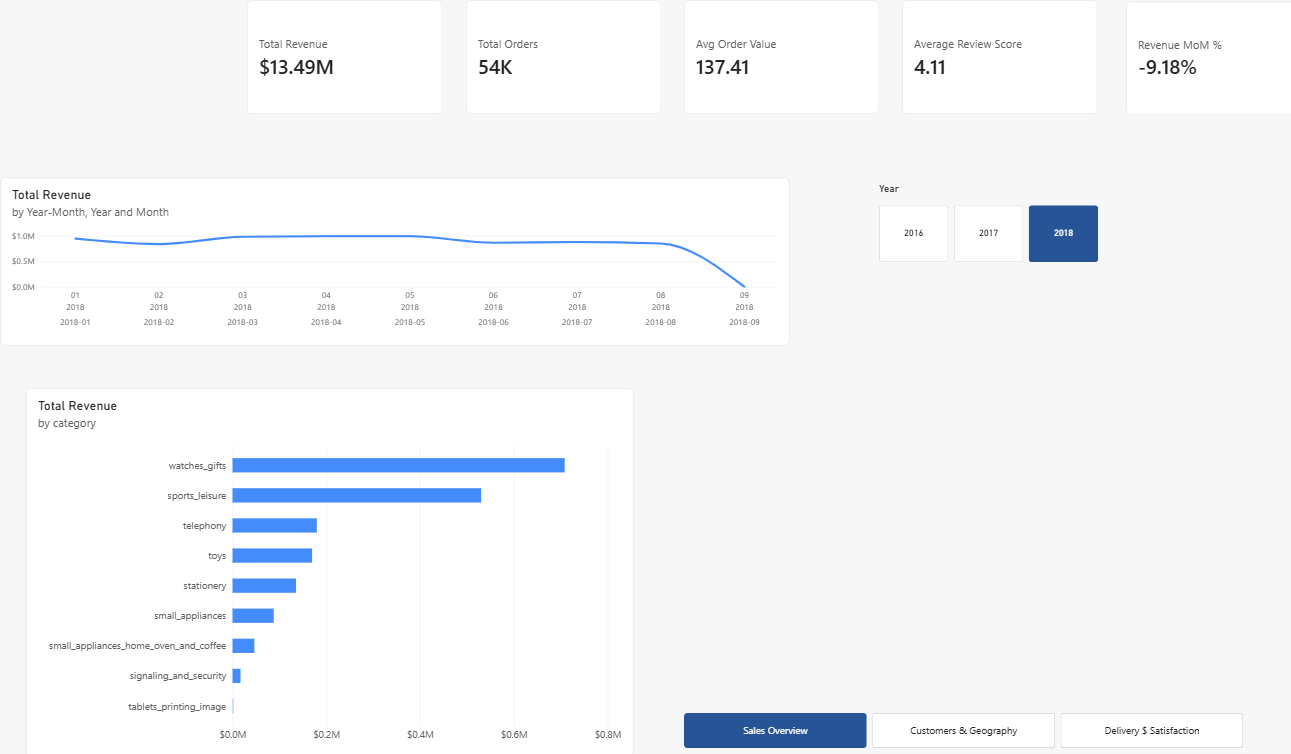 Total Revenue
$13.49M
Total Orders
54K
Avg Order Value
137.41
Average Review Score
4.11
Revenue MoM %
-9.18%
Total Revenue
by Year-Month, Year and Month
$1.0M
$0.5M
$0.0M
01 02 03 04 05 06 07 08 09
2018 2018 2018 2018 2018 2018 2018 2018 2018
2018-01 2018-02 2018-03 2018-04 2018-05 2018-06 2018-07 2018-08 2018-09
Year
2016 2017 2018
Total Revenue
by category
watches_gifts
sports_leisure
telephony
toys
stationery
small_appliances
small_appliances_home_oven_and_coffee
signaling_and_security
tablets_printing_image
$0.0M $0.2M $0.4M $0.6M $0.8M
Sales Overview Customers & Geography Delivery $ Satisfaction